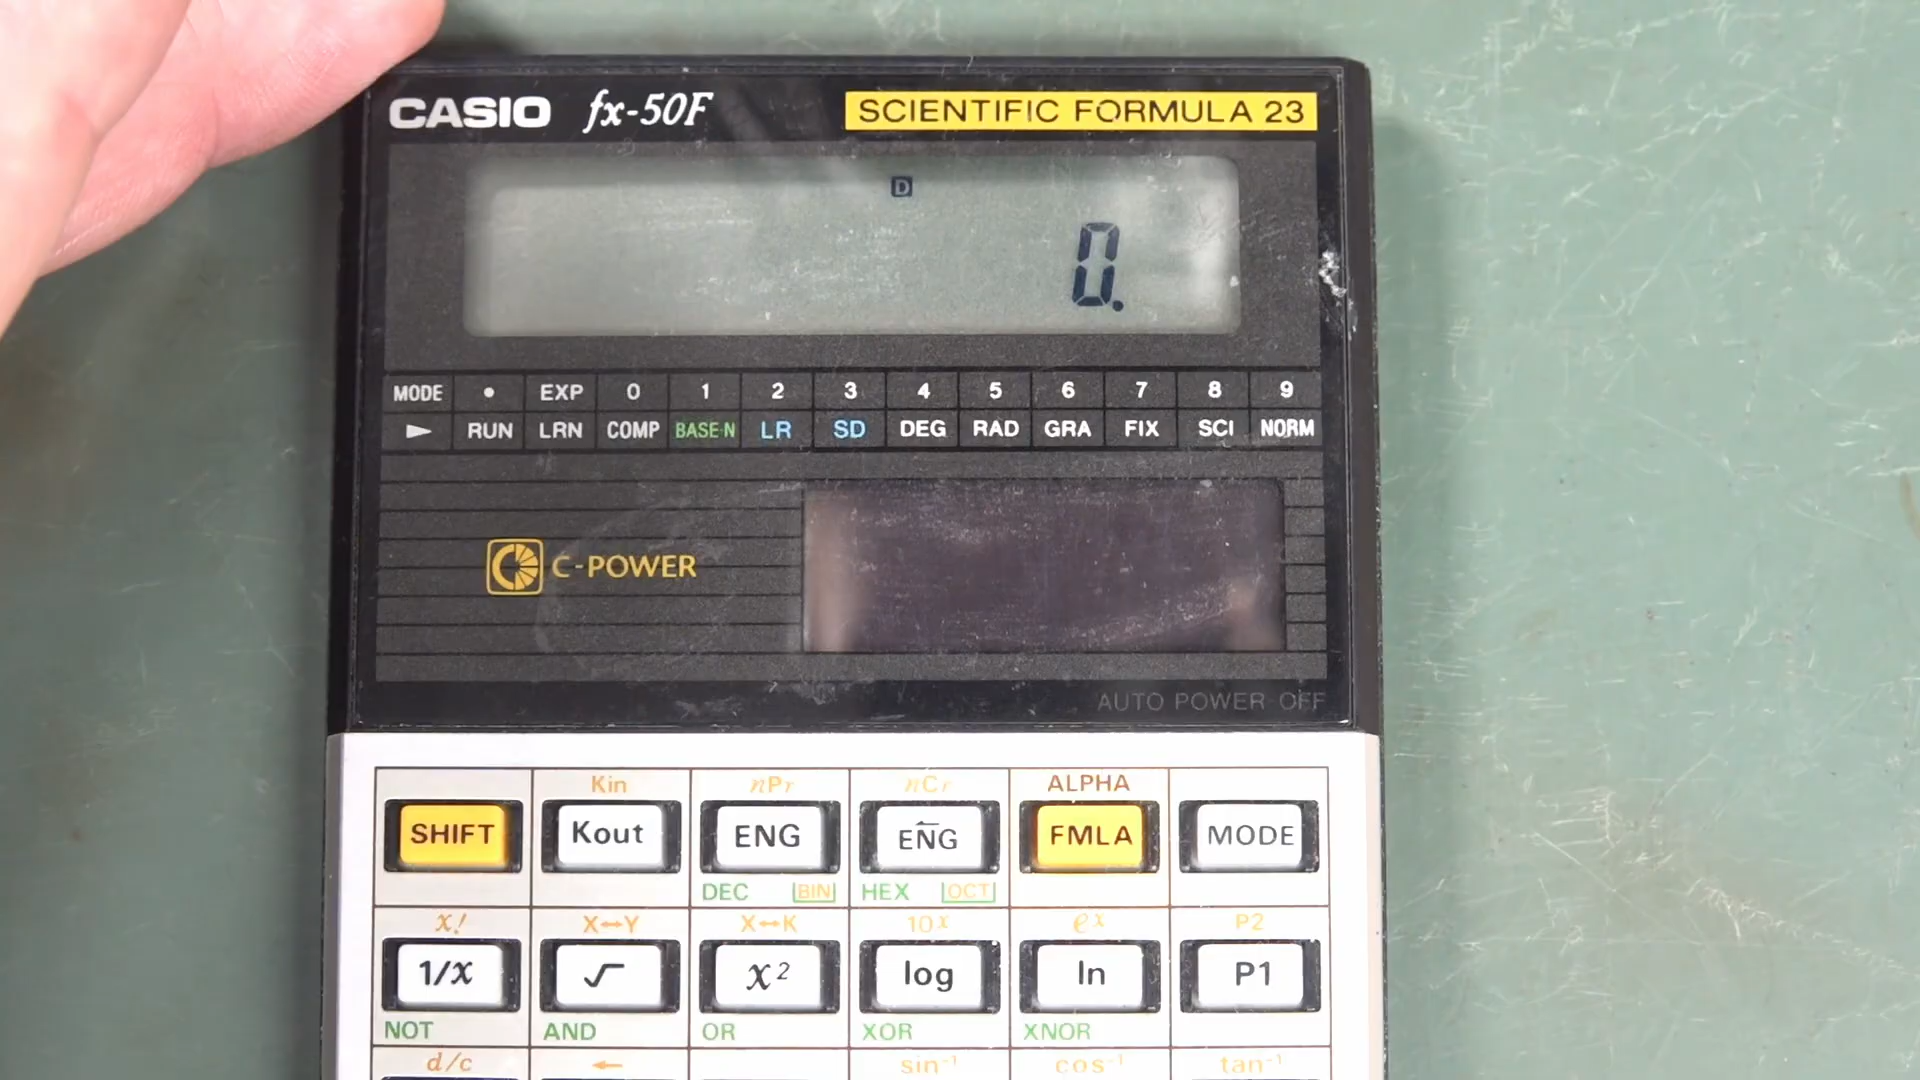 CASIO fx-50F SCIENTIFIC FORMULA 23
D
0.
MODE • EXP 0 1 2 3 4 5 6 7 8 9
► RUN LRN COMP BASE-N LR SD DEG RAD GRA FIX SCI NORM
C-POWER
AUTO POWER OFF
Kin nPr nCr ALPHA
SHIFT Kout ENG ←ENG FMLA MODE
DEC BIN HEX OCT
x! X↔Y X↔K 10ˣ eˣ P2
1/x √ x² log ln P1
NOT AND OR XOR XNOR
d/c ← sin⁻¹ cos⁻¹ tan⁻¹